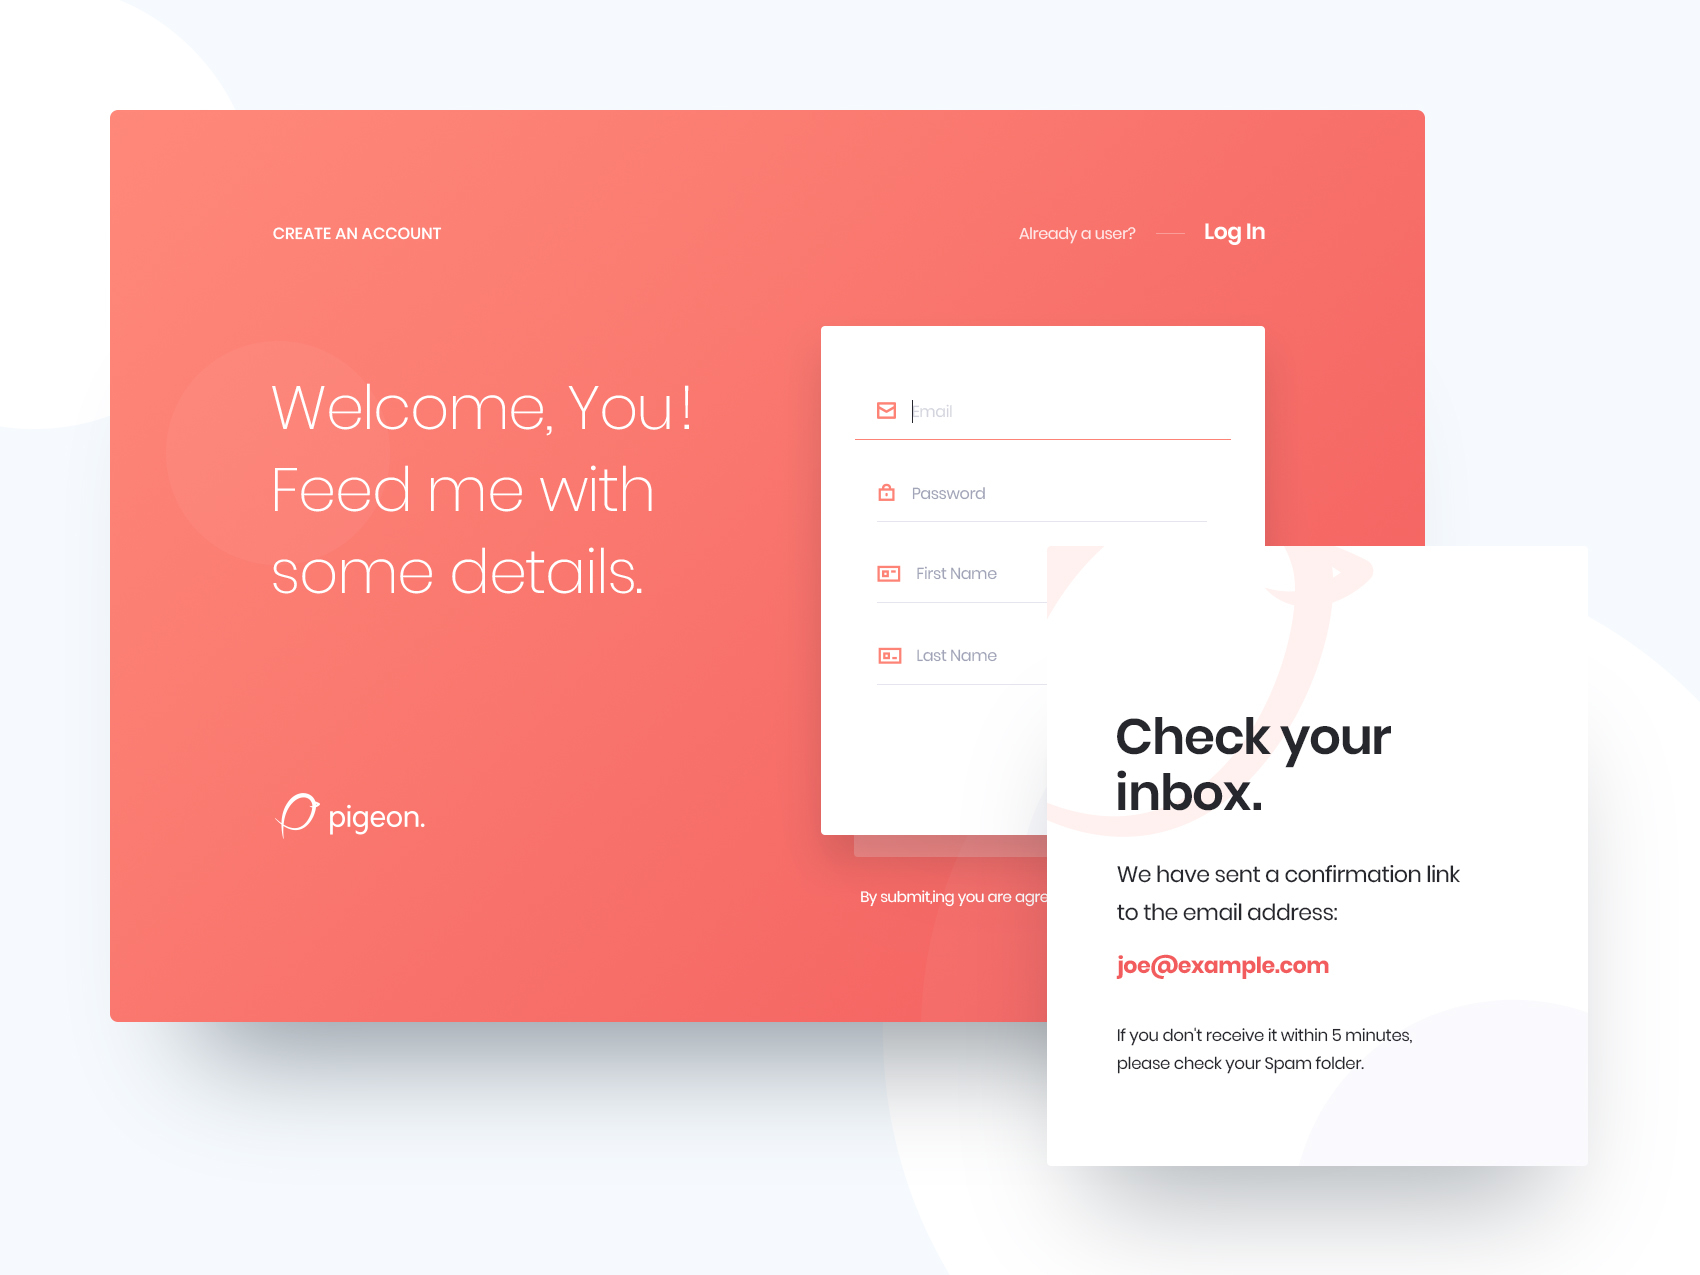 CREATE AN ACCOUNT
Already a user?
Log In
Welcome, You!
Feed me with
some details.
Email
Password
First Name
Last Name
pigeon.
By submit,ing you are agre
Check your
inbox.
We have sent a confirmation link
to the email address:
joe@example.com
If you don't receive it within 5 minutes,
please check your Spam folder.